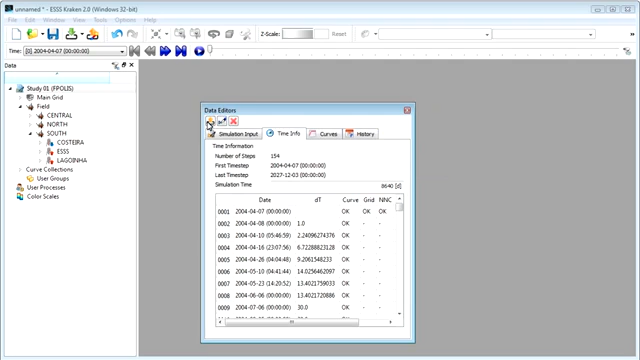 unnamed * - ESSS Kraken 2.0 (Windows 32-bit)
File Edit View Tools Options Help
Z-Scale: Reset
Time: [0] 2004-04-07 (00:00:00)
Data
Study 01 (FPOLIS)
Main Grid
Field
CENTRAL
NORTH
SOUTH
COSTEIRA
ESSS
LAGOINHA
Curve Collections
User Groups
User Processes
Color Scales
Data Editors
Simulation Input Time Info Curves History
Time Information
Number of Steps 154
First Timestep 2004-04-07 (00:00:00)
Last Timestep 2027-12-03 (00:00:00)
Simulation Time 8640 [d]
Date dT Curve Grid NNC
0001 2004-04-07 (00:00:00) OK OK OK
0002 2004-04-08 (00:00:00) 1.0 OK - -
0003 2004-04-10 (05:46:59) 2.24096274376 OK - -
0004 2004-04-16 (23:07:56) 6.72288823128 OK - -
0005 2004-04-26 (04:04:48) 9.2061548233 OK - -
0006 2004-05-10 (04:41:44) 14.0256462097 OK - -
0007 2004-05-23 (14:20:52) 13.4021759033 OK - -
0008 2004-06-06 (00:00:00) 13.4021720886 OK - -
0009 2004-07-06 (00:00:00) 30.0 OK - -